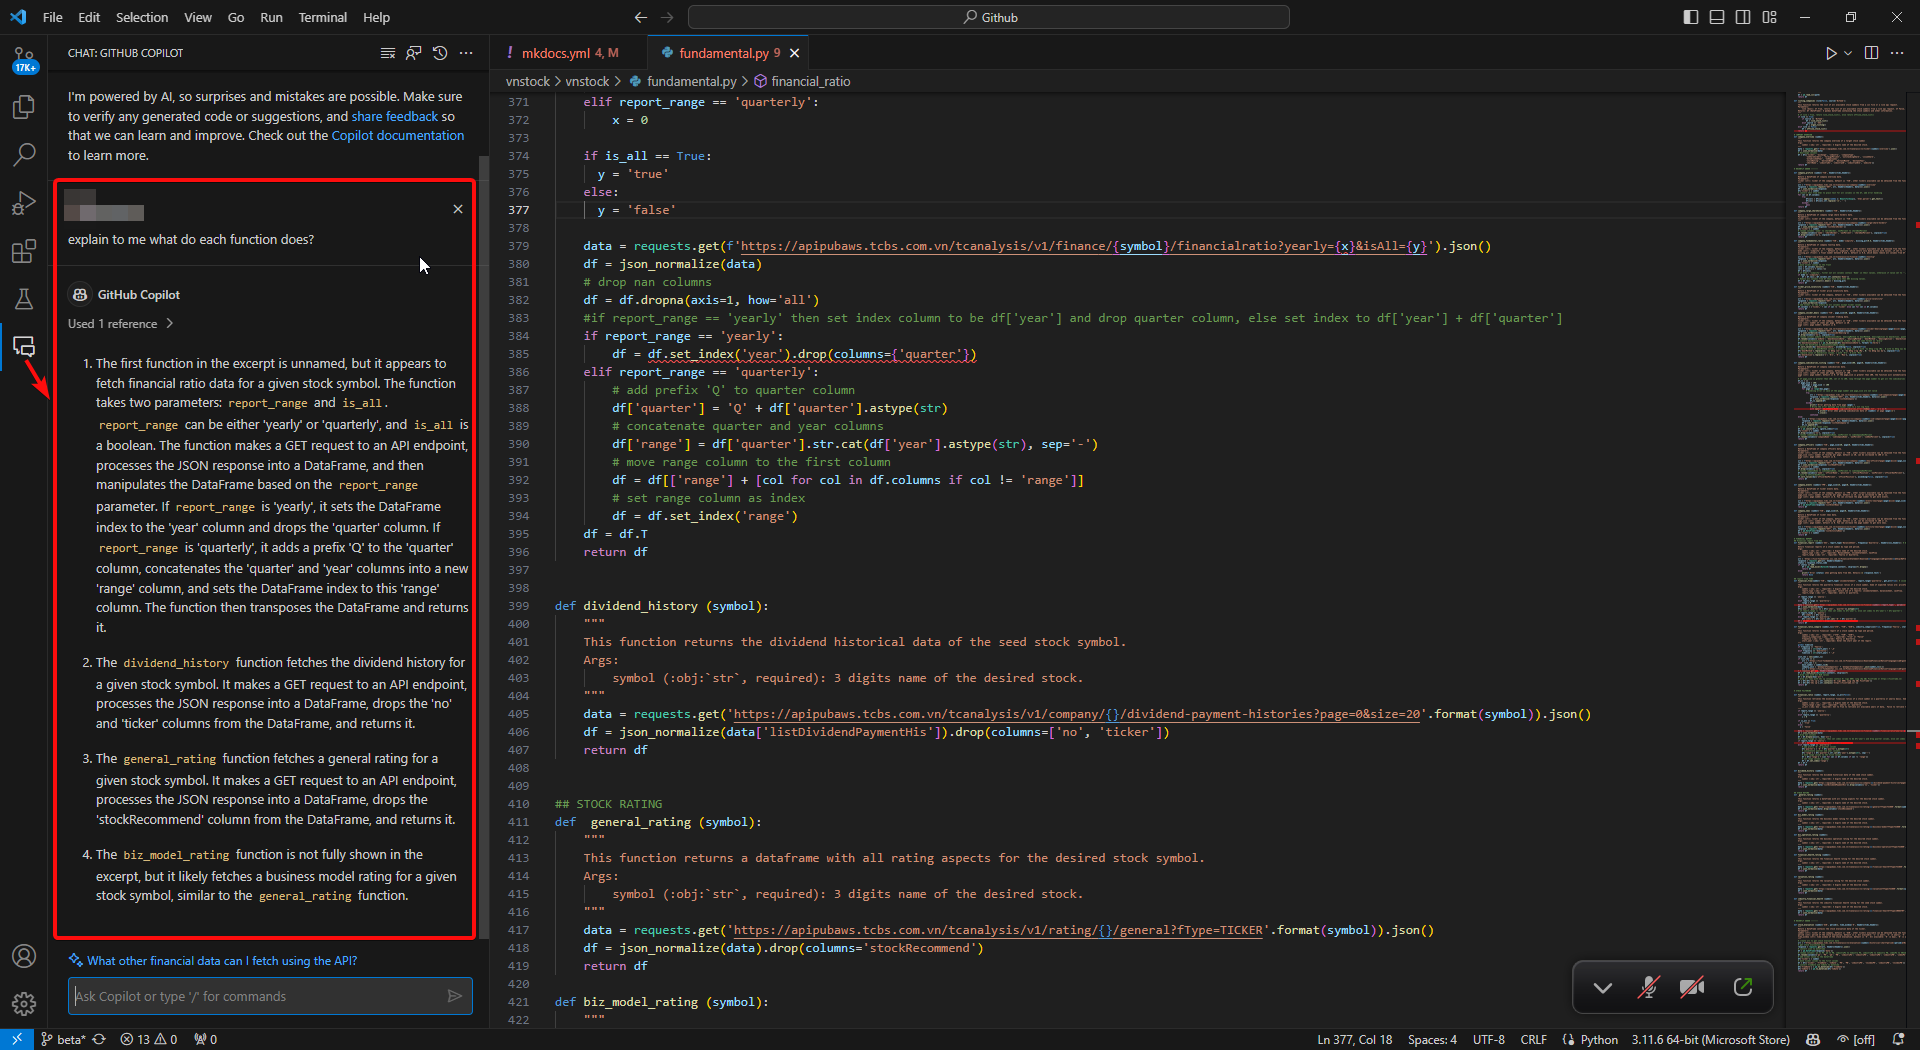 File Edit Selection View Go Run Terminal Help
Github
17K+
CHAT: GITHUB COPILOT
I'm powered by AI, so surprises and mistakes are possible. Make sure
to verify any generated code or suggestions, and share feedback so
that we can learn and improve. Check out the Copilot documentation
to learn more.
explain to me what do each function does?
GitHub Copilot
Used 1 reference
1. The first function in the excerpt is unnamed, but it appears to
fetch financial ratio data for a given stock symbol. The function
takes two parameters: report_range and is_all.
report_range can be either 'yearly' or 'quarterly', and is_all is
a boolean. The function makes a GET request to an API endpoint,
processes the JSON response into a DataFrame, and then
manipulates the DataFrame based on the report_range
parameter. If report_range is 'yearly', it sets the DataFrame
index to the 'year' column and drops the 'quarter' column. If
report_range is 'quarterly', it adds a prefix 'Q' to the 'quarter'
column, concatenates the 'quarter' and 'year' columns into a new
'range' column, and sets the DataFrame index to this 'range'
column. The function then transposes the DataFrame and returns
it.
2. The dividend_history function fetches the dividend history for
a given stock symbol. It makes a GET request to an API endpoint,
processes the JSON response into a DataFrame, drops the 'no'
and 'ticker' columns from the DataFrame, and returns it.
3. The general_rating function fetches a general rating for a
given stock symbol. It makes a GET request to an API endpoint,
processes the JSON response into a DataFrame, drops the
'stockRecommend' column from the DataFrame, and returns it.
4. The biz_model_rating function is not fully shown in the
excerpt, but it likely fetches a business model rating for a given
stock symbol, similar to the general_rating function.
What other financial data can I fetch using the API?
Ask Copilot or type '/' for commands
! mkdocs.yml 4, M
fundamental.py 9
vnstock > vnstock > fundamental.py > financial_ratio
371 elif report_range == 'quarterly':
372 x = 0
373
374 if is_all == True:
375 y = 'true'
376 else:
377 y = 'false'
378
379 data = requests.get(f'https://apipubaws.tcbs.com.vn/tcanalysis/v1/finance/{symbol}/financialratio?yearly={x}&isAll={y}').json()
380 df = json_normalize(data)
381 # drop nan columns
382 df = df.dropna(axis=1, how='all')
383 #if report_range == 'yearly' then set index column to be df['year'] and drop quarter column, else set index to df['year'] + df['quarter']
384 if report_range == 'yearly':
385 df = df.set_index('year').drop(columns={'quarter'})
386 elif report_range == 'quarterly':
387 # add prefix 'Q' to quarter column
388 df['quarter'] = 'Q' + df['quarter'].astype(str)
389 # concatenate quarter and year columns
390 df['range'] = df['quarter'].str.cat(df['year'].astype(str), sep='-')
391 # move range column to the first column
392 df = df[['range'] + [col for col in df.columns if col != 'range']]
393 # set range column as index
394 df = df.set_index('range')
395 df = df.T
396 return df
397
398
399 def dividend_history (symbol):
400 """
401 This function returns the dividend historical data of the seed stock symbol.
402 Args:
403 symbol (:obj:`str`, required): 3 digits name of the desired stock.
404 """
405 data = requests.get('https://apipubaws.tcbs.com.vn/tcanalysis/v1/company/{}/dividend-payment-histories?page=0&size=20'.format(symbol)).json()
406 df = json_normalize(data['listDividendPaymentHis']).drop(columns=['no', 'ticker'])
407 return df
408
409
410 ## STOCK RATING
411 def  general_rating (symbol):
412 """
413 This function returns a dataframe with all rating aspects for the desired stock symbol.
414 Args:
415 symbol (:obj:`str`, required): 3 digits name of the desired stock.
416 """
417 data = requests.get('https://apipubaws.tcbs.com.vn/tcanalysis/v1/rating/{}/general?fType=TICKER'.format(symbol)).json()
418 df = json_normalize(data).drop(columns='stockRecommend')
419 return df
420
421 def biz_model_rating (symbol):
422 """
beta* 13 0 0
Ln 377, Col 18 Spaces: 4 UTF-8 CRLF Python 3.11.6 64-bit (Microsoft Store) [off]